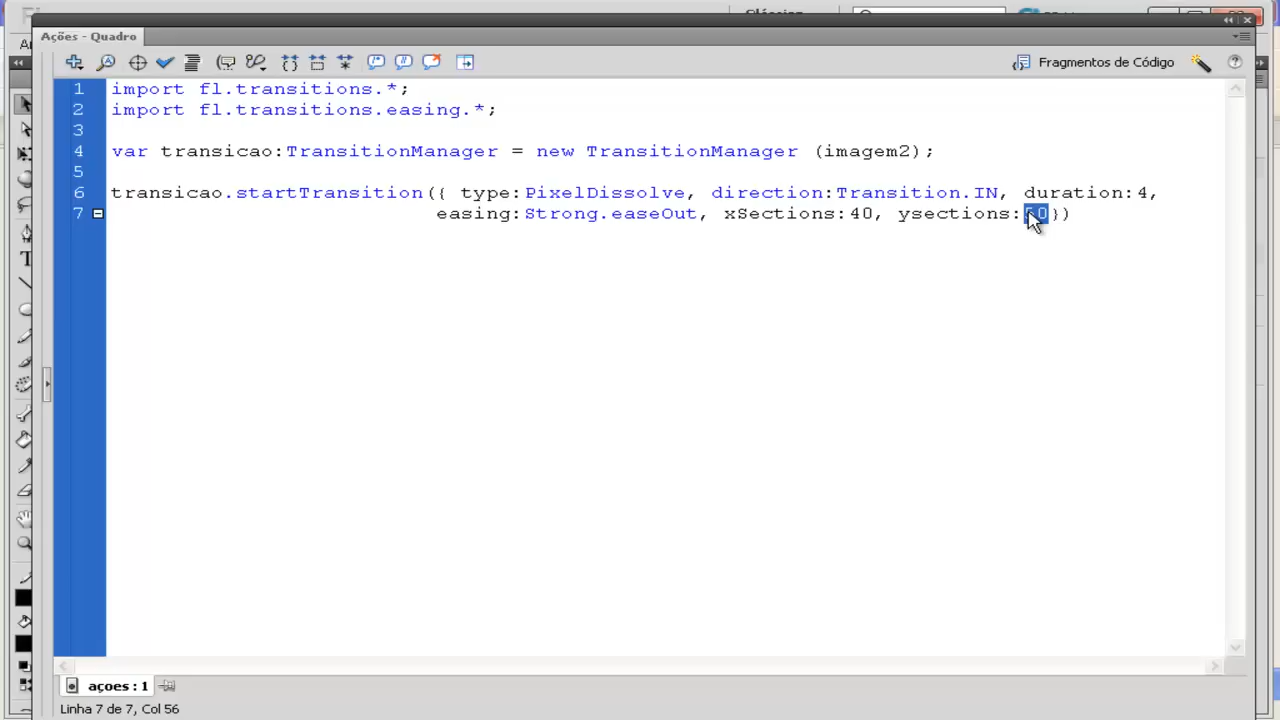 Ações - Quadro
Fragmentos de Código
1 import fl.transitions.*;
2 import fl.transitions.easing.*;
3
4 var transicao:TransitionManager = new TransitionManager (imagem2);
5
6 transicao.startTransition({ type:PixelDissolve, direction:Transition.IN, duration:4,
7 easing:Strong.easeOut, xSections:40, ysections: })
açoes : 1
Linha 7 de 7, Col 56